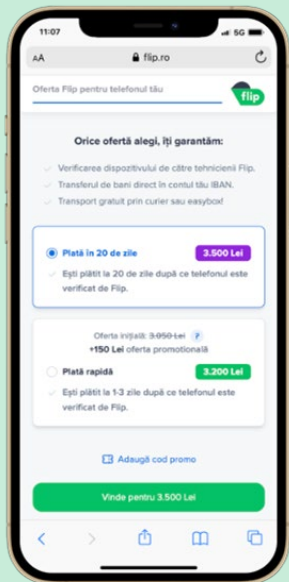 11:07
5G
AA
flip.ro
Oferta Flip pentru telefonul tău
flip
Orice ofertă alegi, îți garantăm:
Verificarea dispozitivului de către tehnicienii Flip.
Transferul de bani direct în contul tău IBAN.
Transport gratuit prin curier sau easybox!
Plată în 20 de zile
3.500 Lei
Ești plătit la 20 de zile după ce telefonul este
verificat de Flip.
Oferta inițială: 3.050 Lei ?
+150 Lei oferta promotională
Plată rapidă
3.200 Lei
Ești plătit la 1-3 zile după ce telefonul este
verificat de Flip.
Adaugă cod promo
Vinde pentru 3.500 Lei